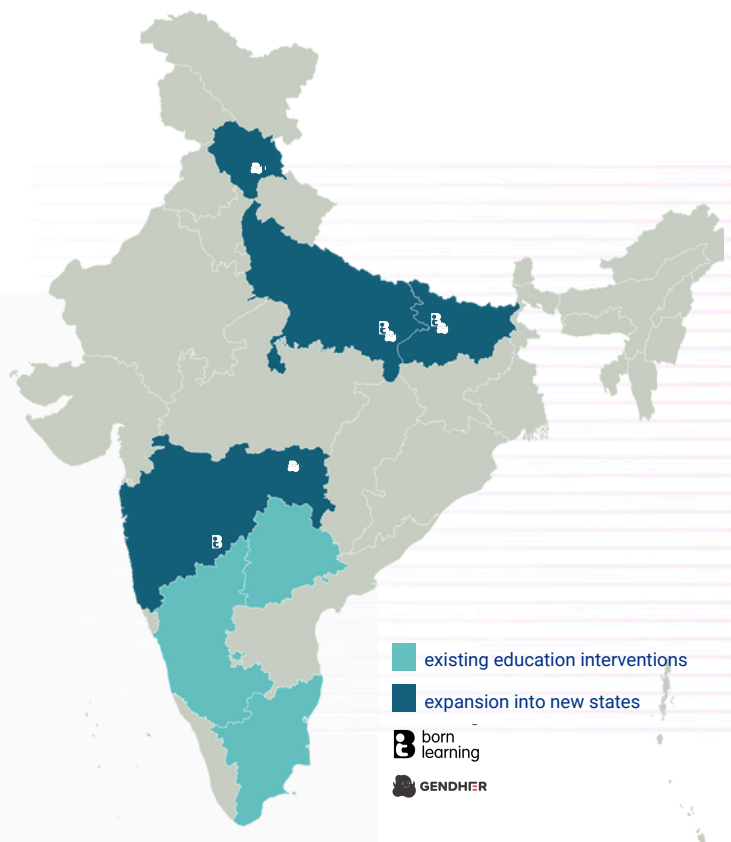 existing education interventions
expansion into new states
born
learning
GENDHER